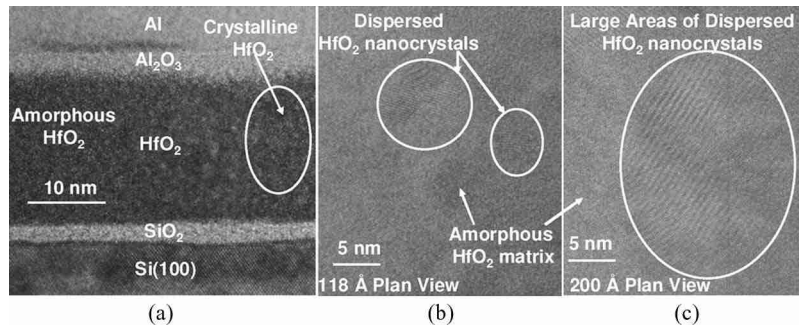 Al
Crystalline
HfO2
Al2O3
Amorphous
HfO2
HfO2
10 nm
SiO2
Si(100)
(a)
Dispersed
HfO2 nanocrystals
5 nm
Amorphous
HfO2 matrix
118 Å Plan View
(b)
Large Areas of Dispersed
HfO2 nanocrystals
5 nm
200 Å Plan View
(c)